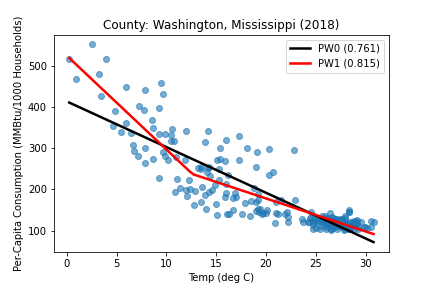 County: Washington, Mississippi (2018)
PW0 (0.761)
PW1 (0.815)
Per-Capita Consumption (MMBtu/1000 Households)
500
400
300
200
100
0 5 10 15 20 25 30
Temp (deg C)